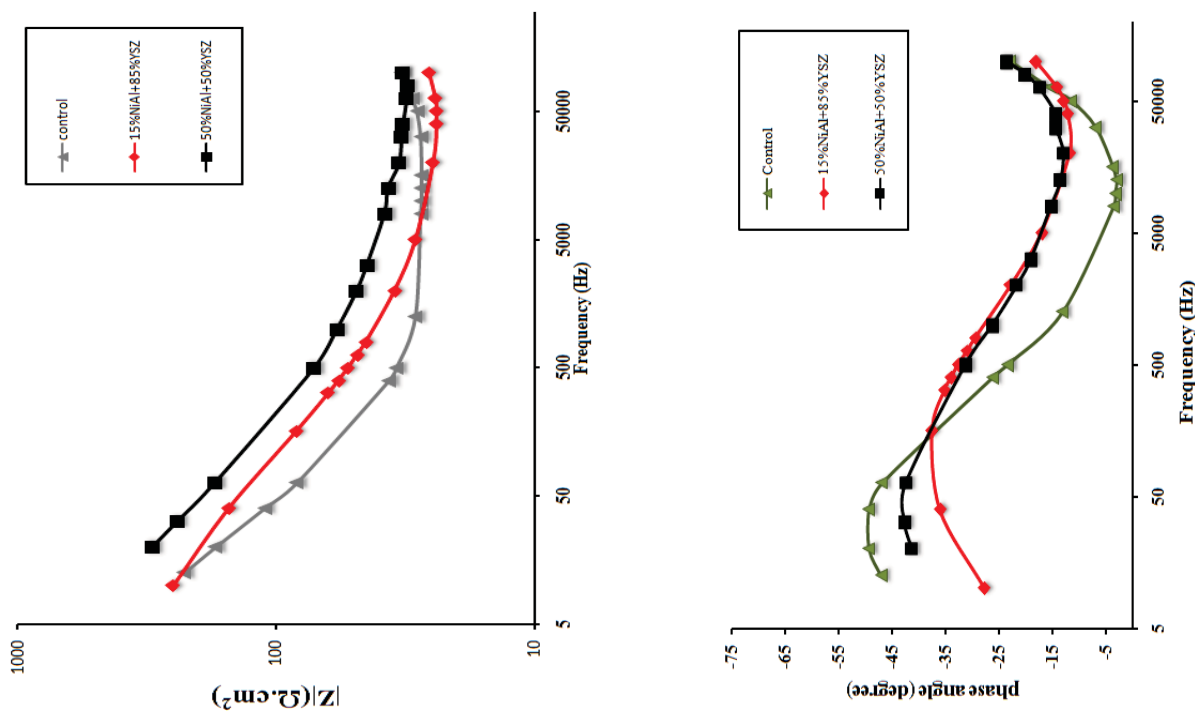 control
15%NiAl+85%YSZ
50%NiAl+50%YSZ
1000
100
10
|Z|(Ω.cm²)
5
50
500
5000
50000
Frequency (Hz)
Control
15%NiAl+85%YSZ
50%NiAl+50%YSZ
-75
-65
-55
-45
-35
-25
-15
-5
phase angle (degree)
5
50
500
5000
50000
Frequency (Hz)